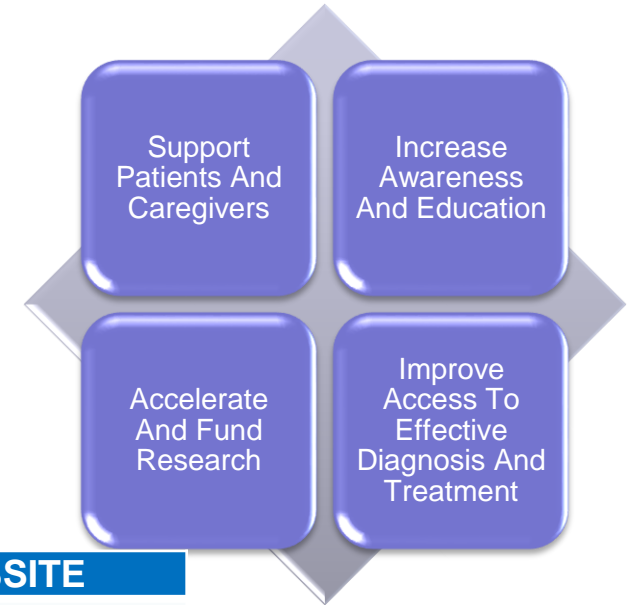 Support
Patients And
Caregivers
Increase
Awareness
And Education
Accelerate
And Fund
Research
Improve
Access To
Effective
Diagnosis And
Treatment